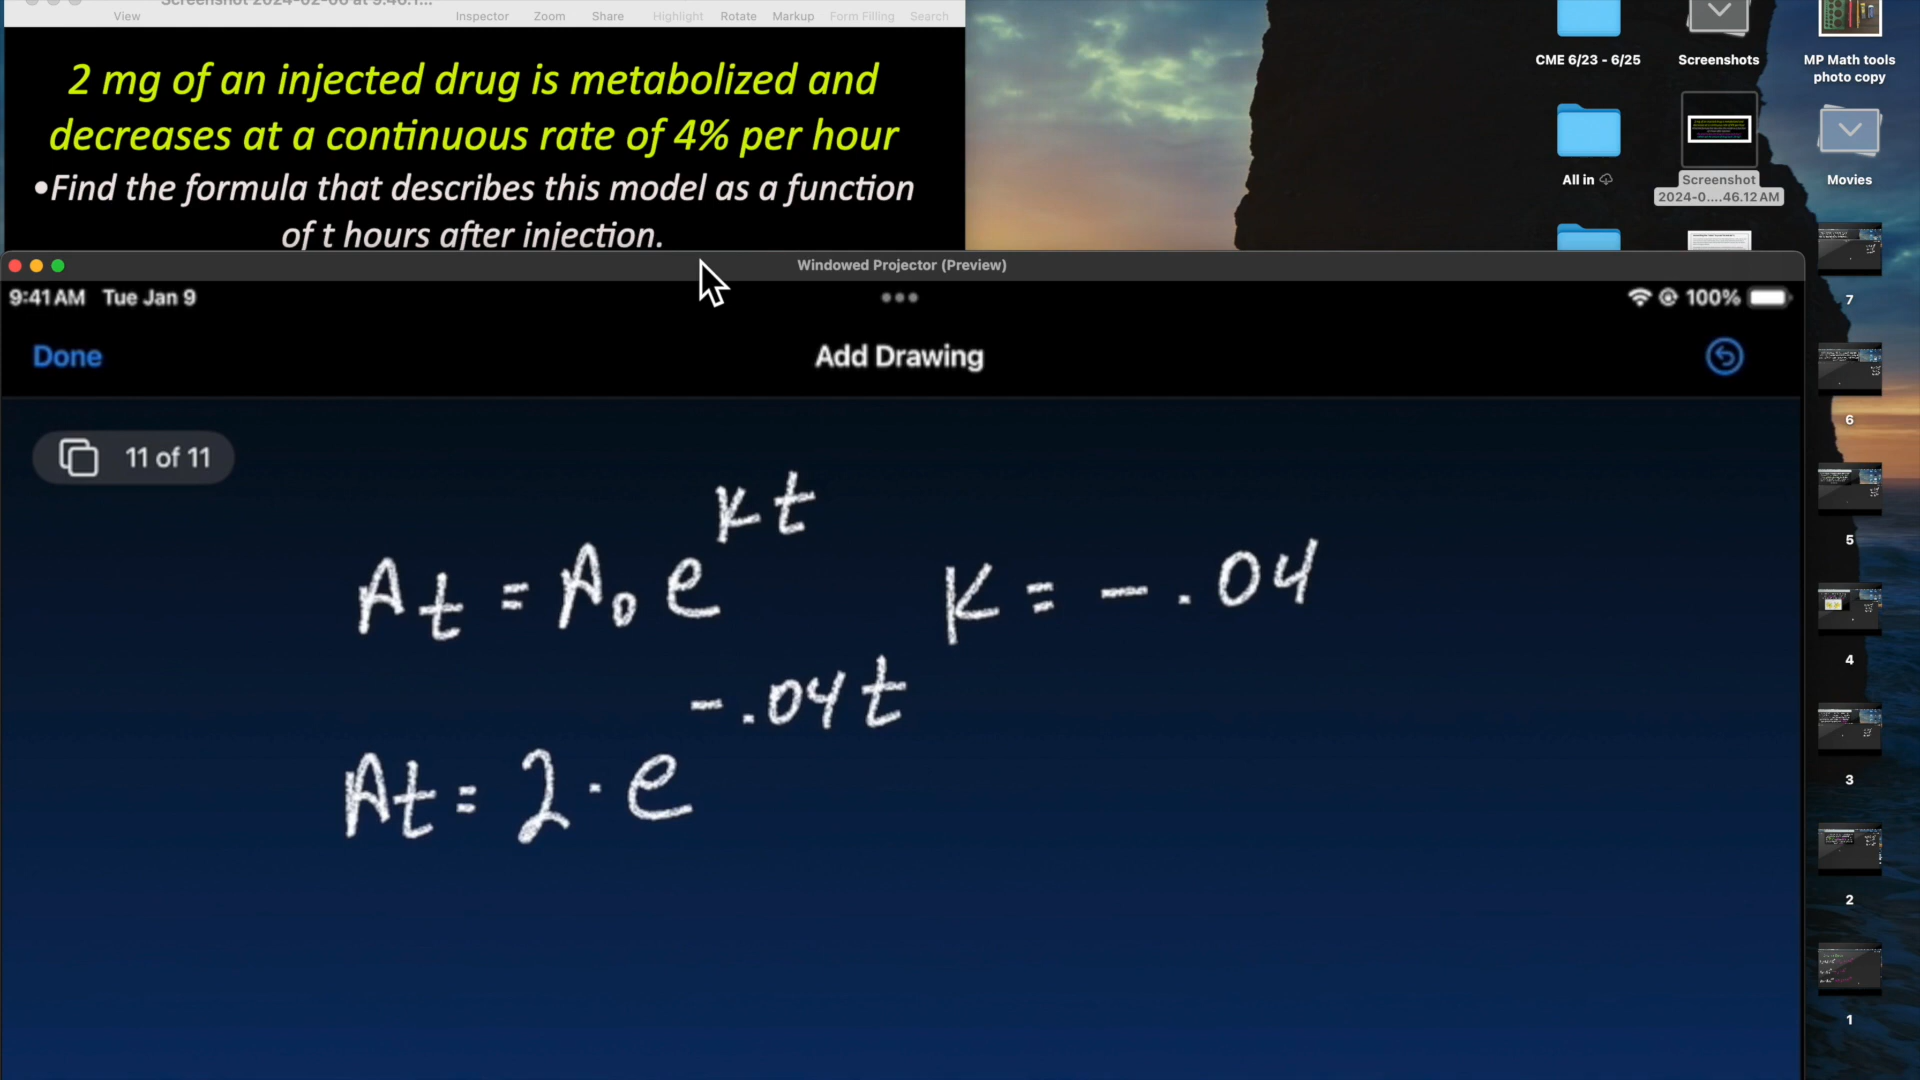 View Inspector Zoom Share Highlight Rotate Markup Form Filling Search
2 mg of an injected drug is metabolized and
decreases at a continuous rate of 4% per hour
•Find the formula that describes this model as a function
of t hours after injection.
CME 6/23 - 6/25
Screenshots
MP Math tools
photo copy
All in
Screenshot
2024-0....46.12 AM
Movies
Windowed Projector (Preview)
9:41 AM Tue Jan 9
100%
Done
Add Drawing
11 of 11
At = A₀ e^kt
K = -.04
At = 2 · e^-.04t
7
6
5
4
3
2
1